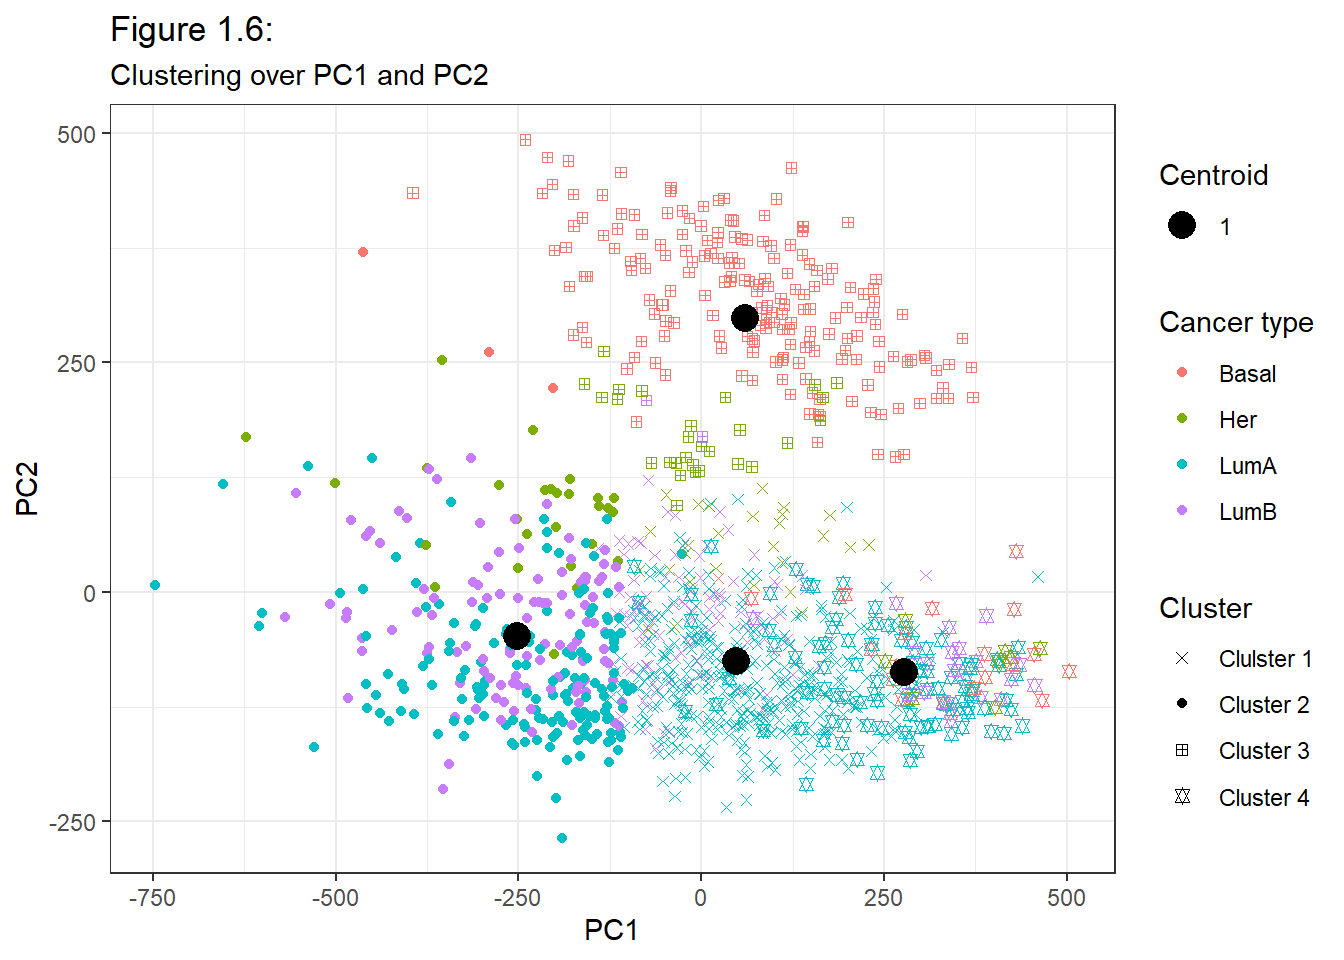 Figure 1.6:
Clustering over PC1 and PC2
500
250
0
-250
PC2
-750
-500
-250
0
250
500
PC1
Centroid
1
Cancer type
Basal
Her
LumA
LumB
Cluster
Clulster 1
Cluster 2
Cluster 3
Cluster 4